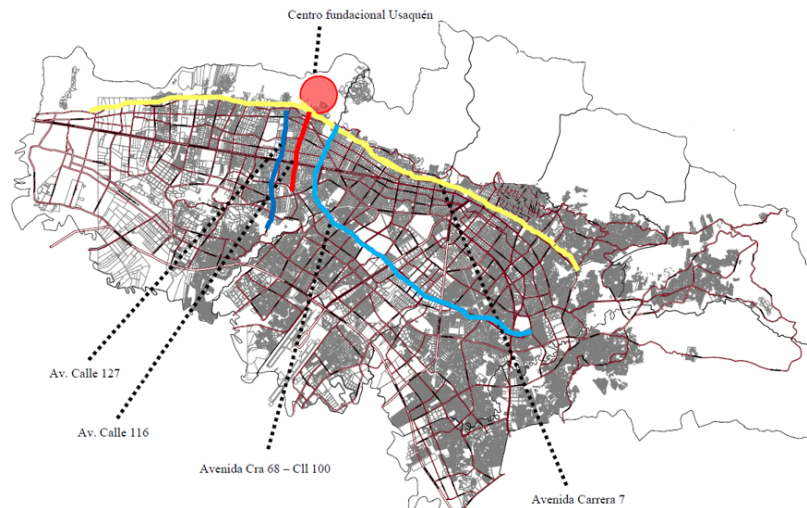 Centro fundacional Usaquén
Av. Calle 127
Av. Calle 116
Avenida Cra 68 – Cll 100
Avenida Carrera 7